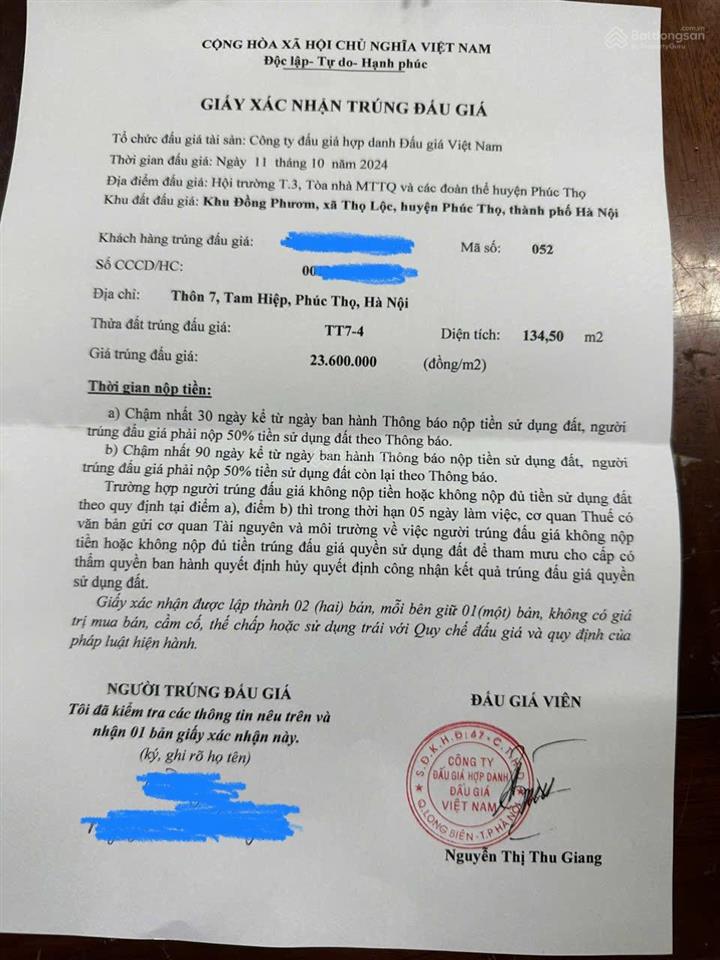 Batdongsan
.com.vn
by PropertyGuru
CỘNG HÒA XÃ HỘI CHỦ NGHĨA VIỆT NAM
Độc lập- Tự do- Hạnh phúc
GIẤY XÁC NHẬN TRÚNG ĐẤU GIÁ
Tổ chức đấu giá tài sản: Công ty đấu giá hợp danh Đấu giá Việt Nam
Thời gian đấu giá: Ngày 11 tháng 10 năm 2024
Địa điểm đấu giá: Hội trường T.3, Tòa nhà MTTQ và các đoàn thể huyện Phúc Thọ
Khu đất đấu giá: Khu Đồng Phươm, xã Thọ Lộc, huyện Phúc Thọ, thành phố Hà Nội
Khách hàng trúng đấu giá: Mã số: 052
Số CCCD/HC: 00
Địa chỉ: Thôn 7, Tam Hiệp, Phúc Thọ, Hà Nội
Thửa đất trúng đấu giá: TT7-4 Diện tích: 134,50 m2
Giá trúng đấu giá: 23.600.000 (đồng/m2)
Thời gian nộp tiền:
a) Chậm nhất 30 ngày kể từ ngày ban hành Thông báo nộp tiền sử dụng đất, người
trúng đấu giá phải nộp 50% tiền sử dụng đất theo Thông báo.
b) Chậm nhất 90 ngày kể từ ngày ban hành Thông báo nộp tiền sử dụng đất, người
trúng đấu giá phải nộp 50% tiền sử dụng đất còn lại theo Thông báo.
Trường hợp người trúng đấu giá không nộp tiền hoặc không nộp đủ tiền sử dụng đất
theo quy định tại điểm a), điểm b) thì trong thời hạn 05 ngày làm việc, cơ quan Thuế có
văn bản gửi cơ quan Tài nguyên và môi trường về việc người trúng đấu giá không nộp
tiền hoặc không nộp đủ tiền trúng đấu giá quyền sử dụng đất để tham mưu cho cấp có
thẩm quyền ban hành quyết định hủy quyết định công nhận kết quả trúng đấu giá quyền
sử dụng đất.
Giấy xác nhận được lập thành 02 (hai) bản, mỗi bên giữ 01(một) bản, không có giá
trị mua bán, cầm cố, thế chấp hoặc sử dụng trái với Quy chế đấu giá và quy định của
pháp luật hiện hành.
NGƯỜI TRÚNG ĐẤU GIÁ
Tôi đã kiểm tra các thông tin nêu trên và
nhận 01 bản giấy xác nhận này.
(ký, ghi rõ họ tên)
ĐẤU GIÁ VIÊN
CÔNG TY
ĐẤU GIÁ HỢP DANH
ĐẤU GIÁ
VIỆT NAM
Q.LONG BIÊN-T.P HÀ NỘI
Nguyễn Thị Thu Giang